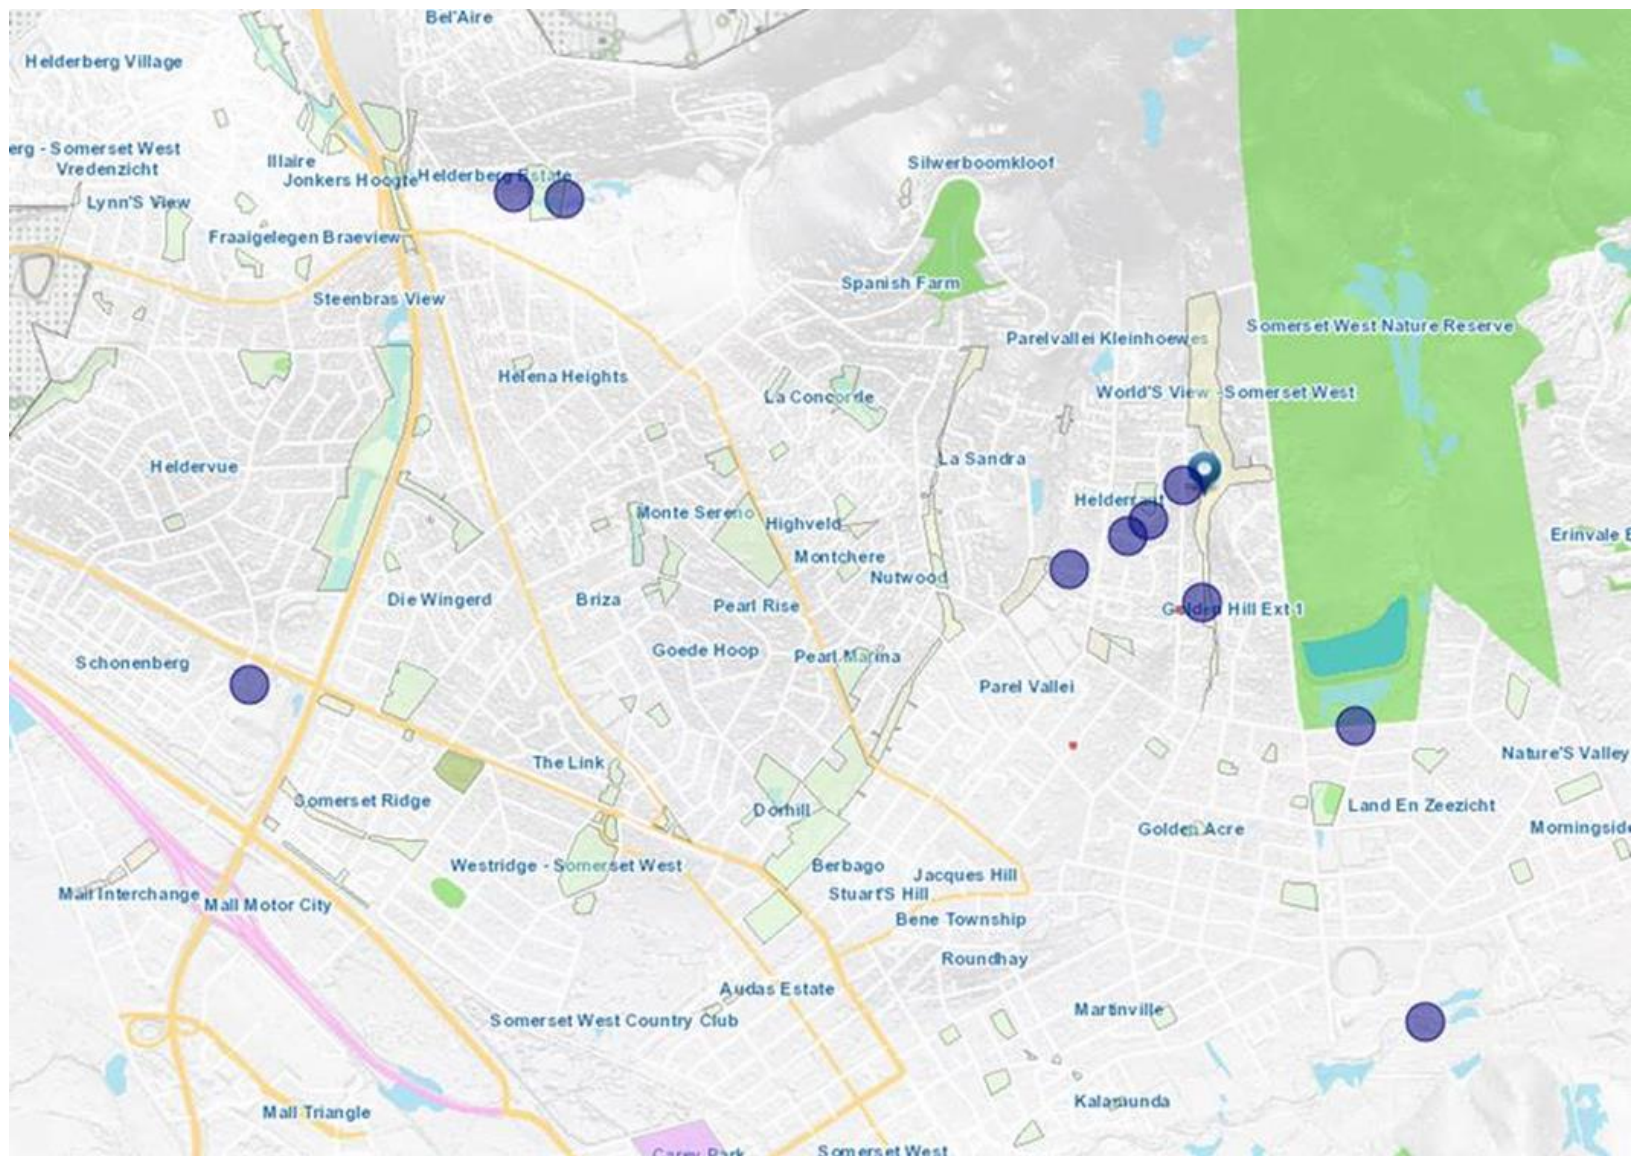 Bel'Aire
Helderberg Village
erg - Somerset West
Vredenzicht
Illaire
Jonkers Hoogte
Helderberg Estate
Silwerboomkloof
Lynn'S View
Fraaigelegen Braeview
Spanish Farm
Steenbras View
Somerset West Nature Reserve
Parelvallei Kleinhoewes
Helena Heights
La Concorde
World'S View - Somerset West
Heldervue
La Sandra
Helderrant
Monte Sereno
Highveld
Erinvale E
Montchere
Nutwood
Die Wingerd
Briza
Pearl Rise
Golden Hill Ext 1
Goede Hoop
Pearl Marina
Schonenberg
Parel Vallei
Nature'S Valley
The Link
Somerset Ridge
Dorhill
Land En Zeezicht
Golden Acre
Morningside
Westridge - Somerset West
Berbago
Jacques Hill
Stuart'S Hill
Mall Interchange
Mall Motor City
Bene Township
Roundhay
Audas Estate
Martinville
Somerset West Country Club
Mall Triangle
Kalamunda
Carey Park
Somerset West